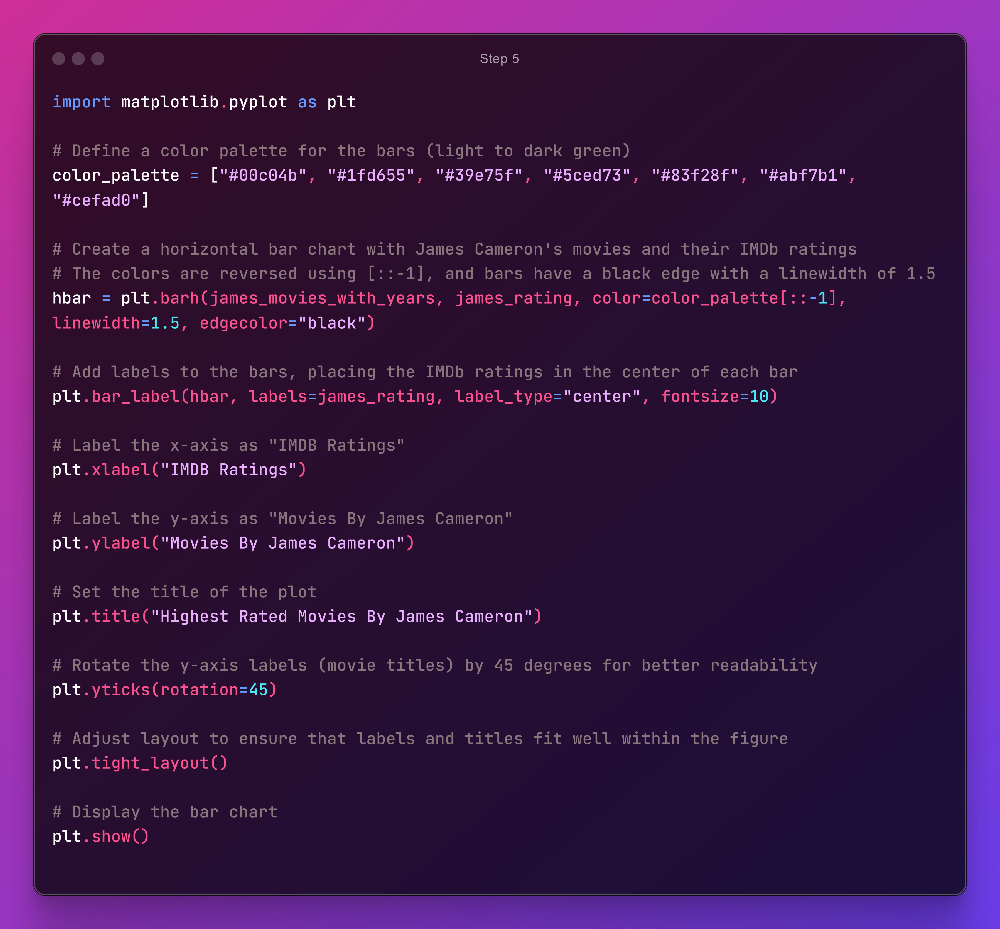 Step 5
import matplotlib.pyplot as plt
# Define a color palette for the bars (light to dark green)
color_palette = ["#00c04b", "#1fd655", "#39e75f", "#5ced73", "#83f28f", "#abf7b1",
"#cefad0"]
# Create a horizontal bar chart with James Cameron's movies and their IMDb ratings
# The colors are reversed using [::-1], and bars have a black edge with a linewidth of 1.5
hbar = plt.barh(james_movies_with_years, james_rating, color=color_palette[::-1],
linewidth=1.5, edgecolor="black")
# Add labels to the bars, placing the IMDb ratings in the center of each bar
plt.bar_label(hbar, labels=james_rating, label_type="center", fontsize=10)
# Label the x-axis as "IMDB Ratings"
plt.xlabel("IMDB Ratings")
# Label the y-axis as "Movies By James Cameron"
plt.ylabel("Movies By James Cameron")
# Set the title of the plot
plt.title("Highest Rated Movies By James Cameron")
# Rotate the y-axis labels (movie titles) by 45 degrees for better readability
plt.yticks(rotation=45)
# Adjust layout to ensure that labels and titles fit well within the figure
plt.tight_layout()
# Display the bar chart
plt.show()